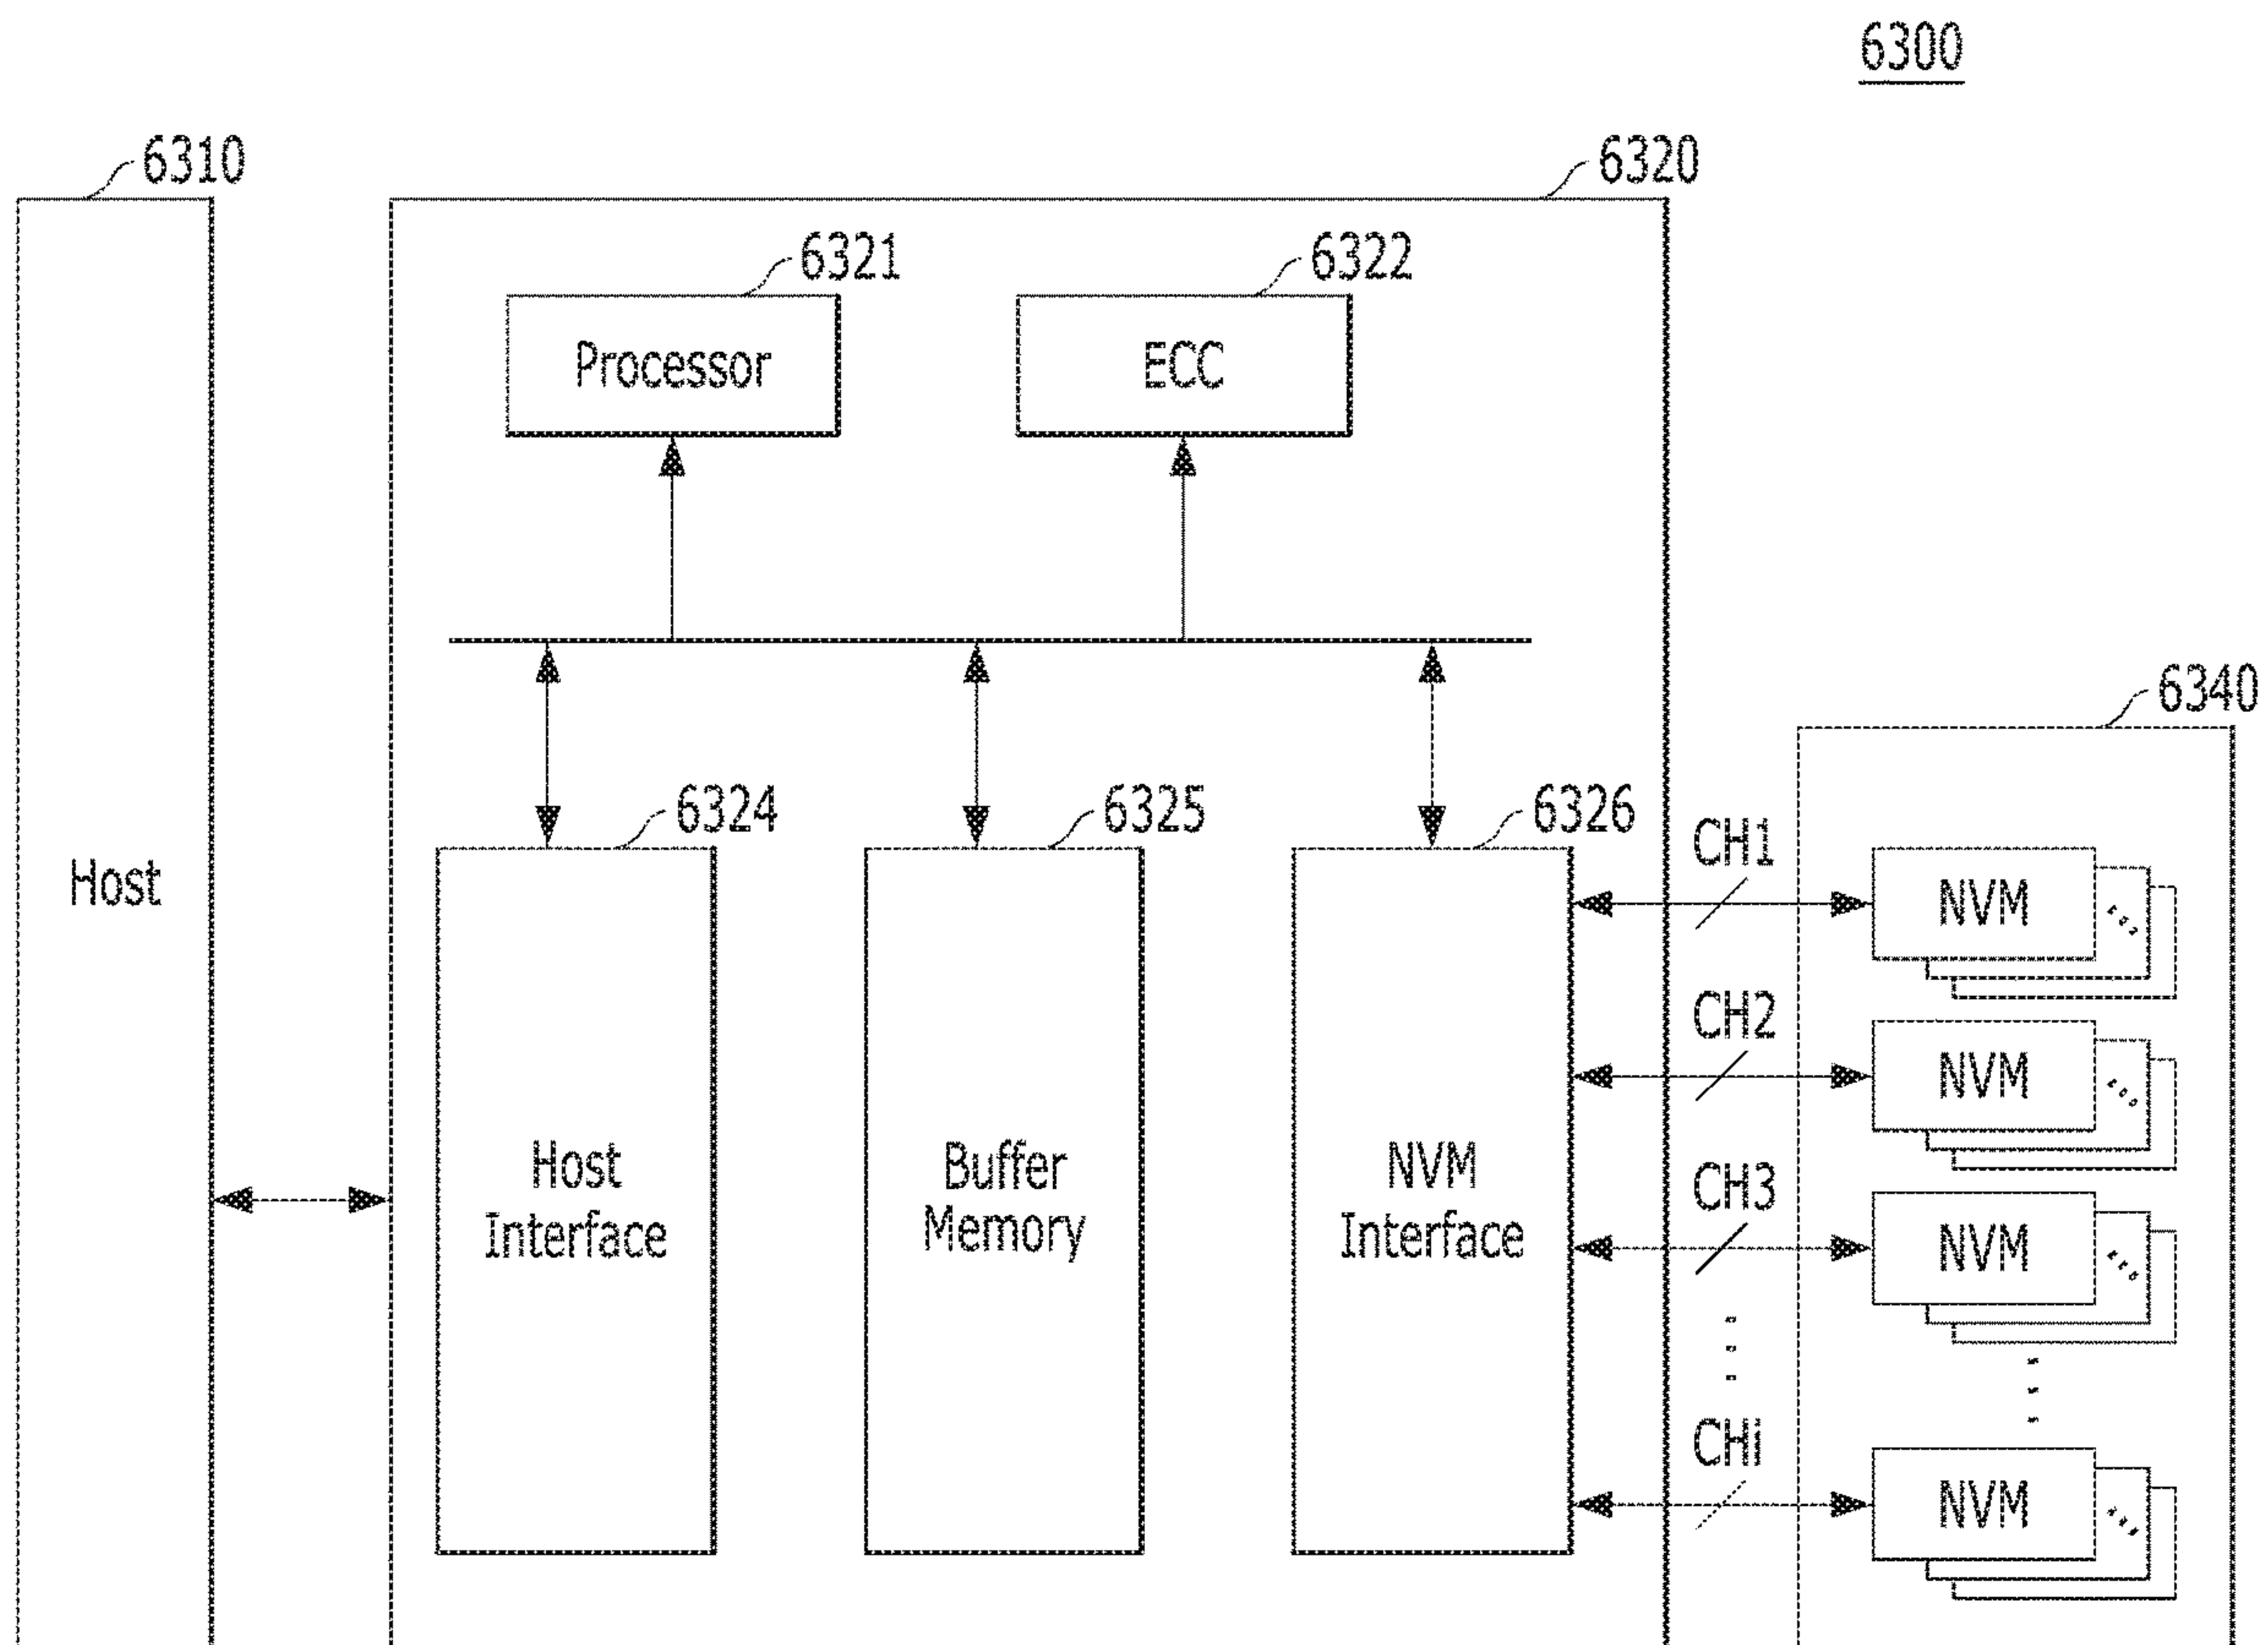 6300
6310
6320
6321
6322
Processor
ECC
6340
6324
6325
6326
CH1
Host
NVM
CH2
NVM
Host
Interface
Buffer
Memory
NVM
Interface
CH3
NVM
CHi
NVM